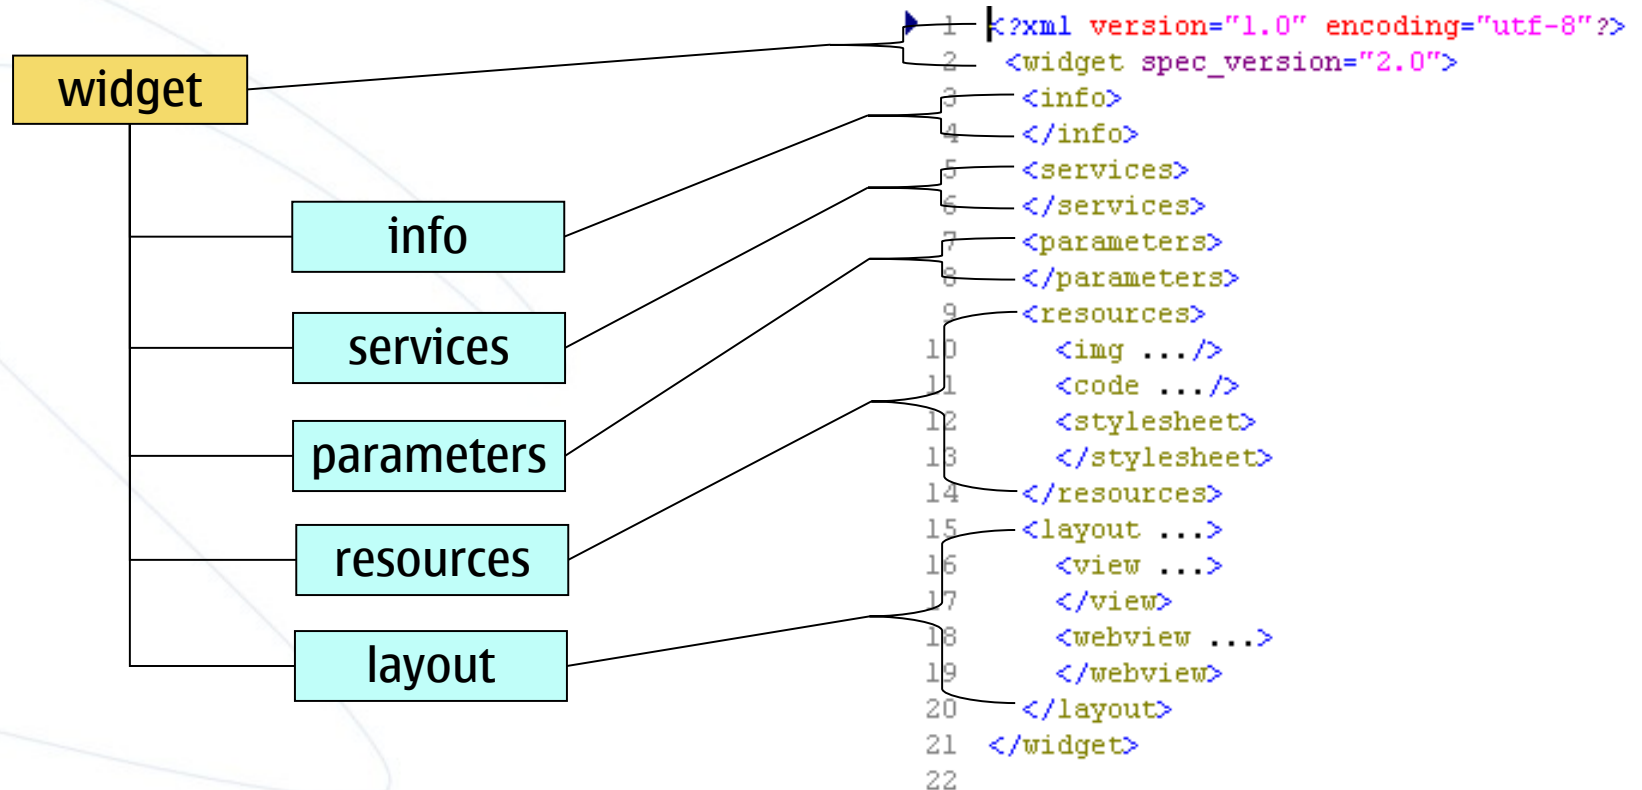 widget
info
services
parameters
resources
layout
1 <?xml version="1.0" encoding="utf-8"?>
2 <widget spec_version="2.0">
3 <info>
4 </info>
5 <services>
6 </services>
7 <parameters>
8 </parameters>
9 <resources>
10 <img .../>
11 <code .../>
12 <stylesheet>
13 </stylesheet>
14 </resources>
15 <layout ...>
16 <view ...>
17 </view>
18 <webview ...>
19 </webview>
20 </layout>
21 </widget>
22